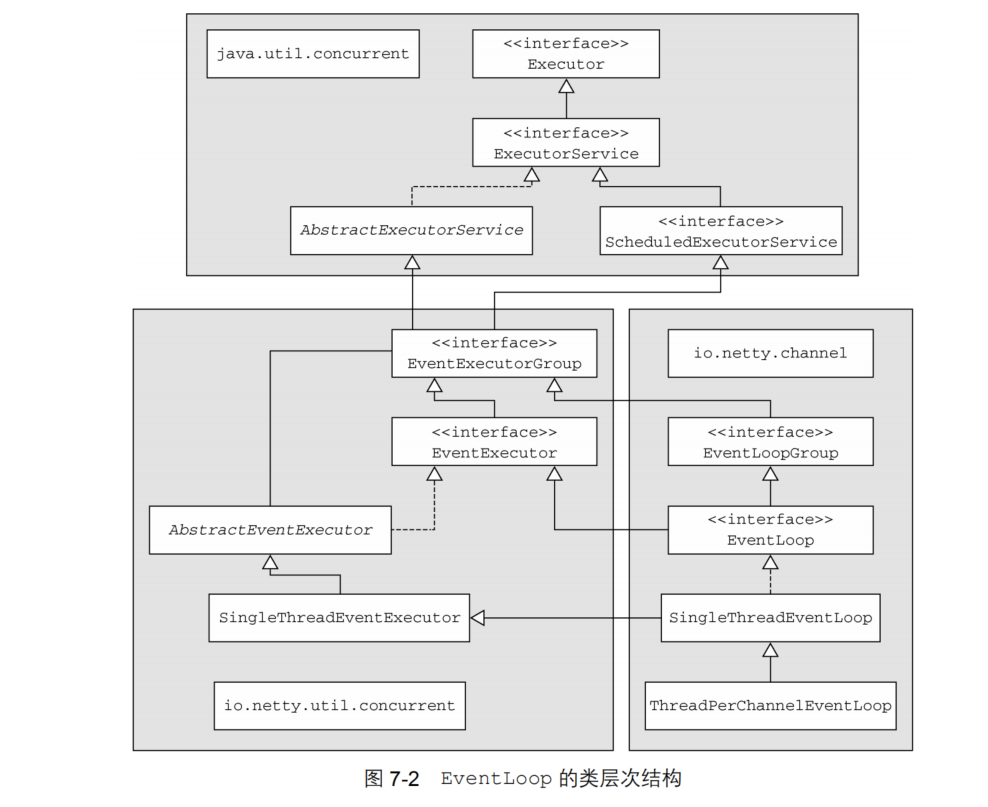 java.util.concurrent
<<interface>>
Executor
<<interface>>
ExecutorService
AbstractExecutorService
<<interface>>
ScheduledExecutorService
<<interface>>
EventExecutorGroup
io.netty.channel
<<interface>>
EventExecutor
<<interface>>
EventLoopGroup
AbstractEventExecutor
<<interface>>
EventLoop
SingleThreadEventExecutor
SingleThreadEventLoop
io.netty.util.concurrent
ThreadPerChannelEventLoop
图 7-2 EventLoop 的类层次结构